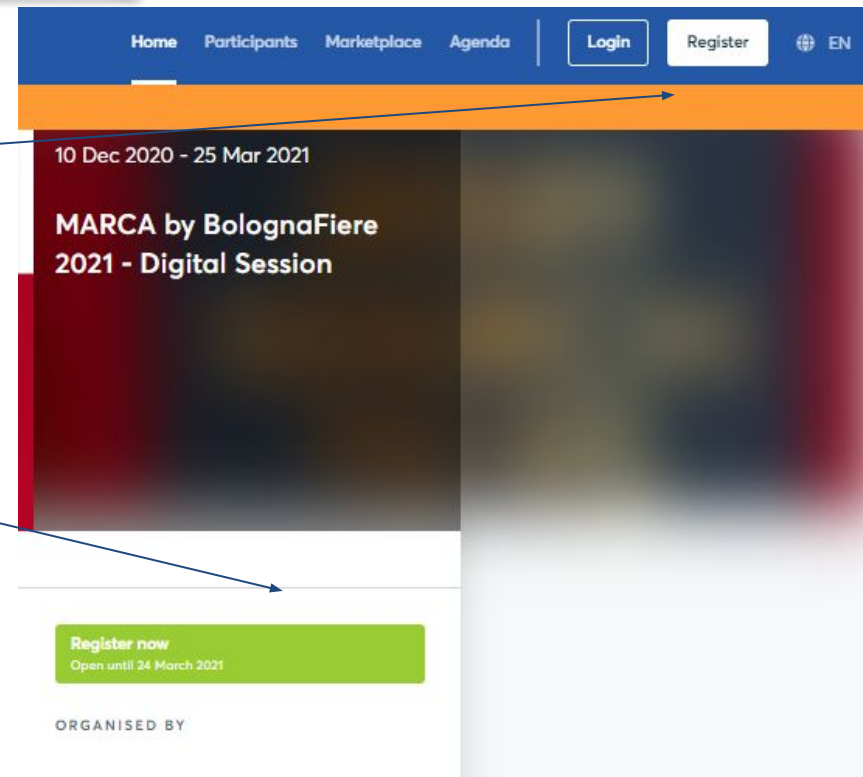 Home Participants Marketplace Agenda Login Register EN
10 Dec 2020 - 25 Mar 2021
MARCA by BolognaFiere
2021 - Digital Session
Register now
Open until 24 March 2021
ORGANISED BY